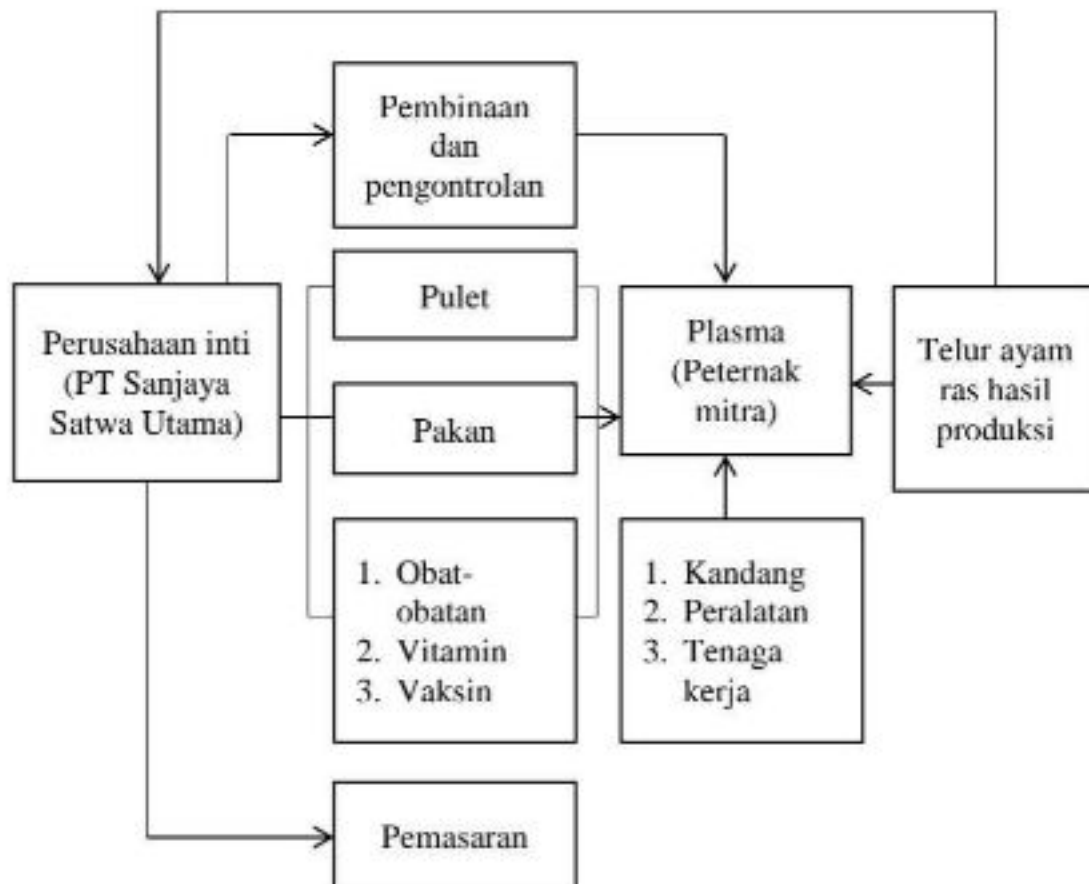 Pembinaan
dan
pengontrolan
Pulet
Perusahaan inti
(PT Sanjaya
Satwa Utama)
Pakan
Plasma
(Peternak
mitra)
Telur ayam
ras hasil
produksi
1. Obat-
obatan
2. Vitamin
3. Vaksin
1. Kandang
2. Peralatan
3. Tenaga
kerja
Pemasaran